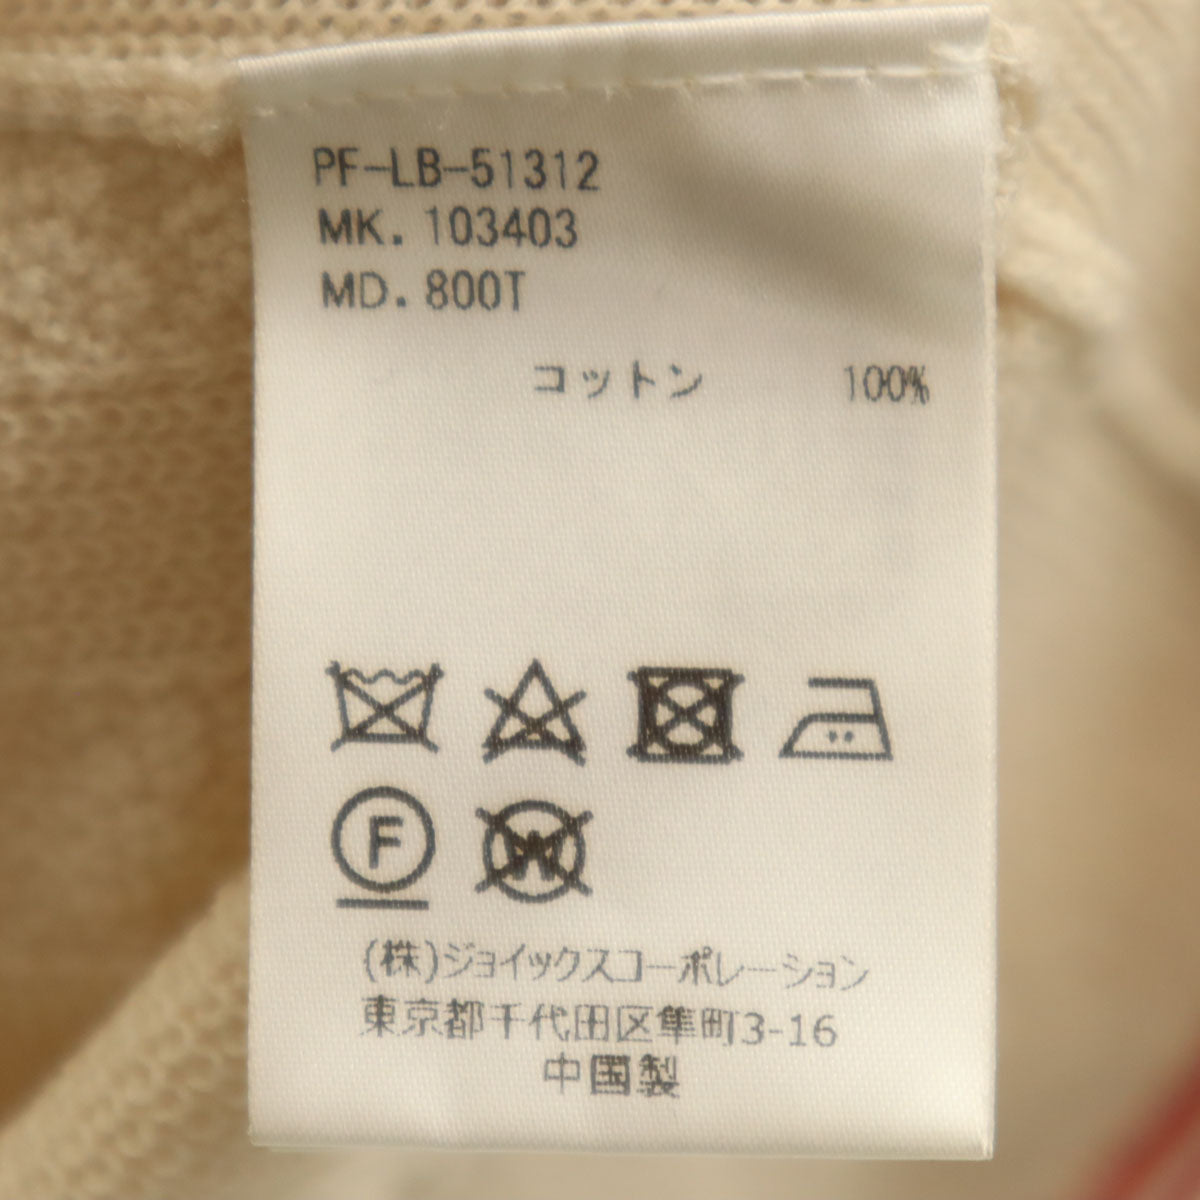 PF-LB-51312
MK. 103403
MD. 800T
コットン 100%
F
W
(株)ジョイックスコーポレーション
東京都千代田区隼町3-16
中国製